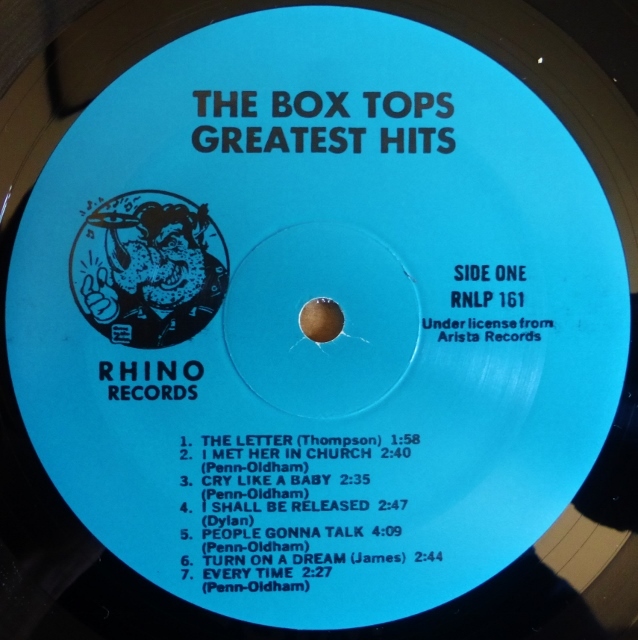 THE BOX TOPS
GREATEST HITS
SIDE ONE
RNLP 161
Under license from
Arista Records
RHINO
RECORDS
1. THE LETTER (Thompson) 1:58
2. I MET HER IN CHURCH 2:40
(Penn-Oldham)
3. CRY LIKE A BABY 2:35
(Penn-Oldham)
4. I SHALL BE RELEASED 2:47
(Dylan)
5. PEOPLE GONNA TALK 4:09
(Penn-Oldham)
6. TURN ON A DREAM (James) 2:44
7. EVERY TIME 2:27
(Penn-Oldham)